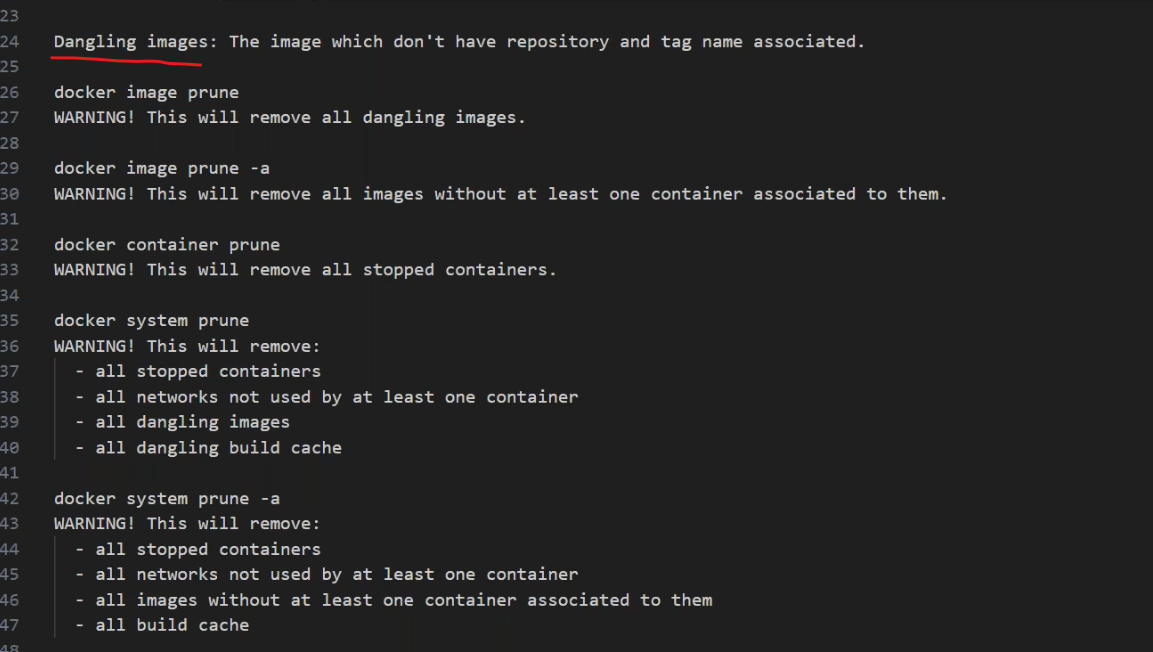 23
24 Dangling images: The image which don't have repository and tag name associated.
25
26 docker image prune
27 WARNING! This will remove all dangling images.
28
29 docker image prune -a
30 WARNING! This will remove all images without at least one container associated to them.
31
32 docker container prune
33 WARNING! This will remove all stopped containers.
34
35 docker system prune
36 WARNING! This will remove:
37 - all stopped containers
38 - all networks not used by at least one container
39 - all dangling images
40 - all dangling build cache
41
42 docker system prune -a
43 WARNING! This will remove:
44 - all stopped containers
45 - all networks not used by at least one container
46 - all images without at least one container associated to them
47 - all build cache
48